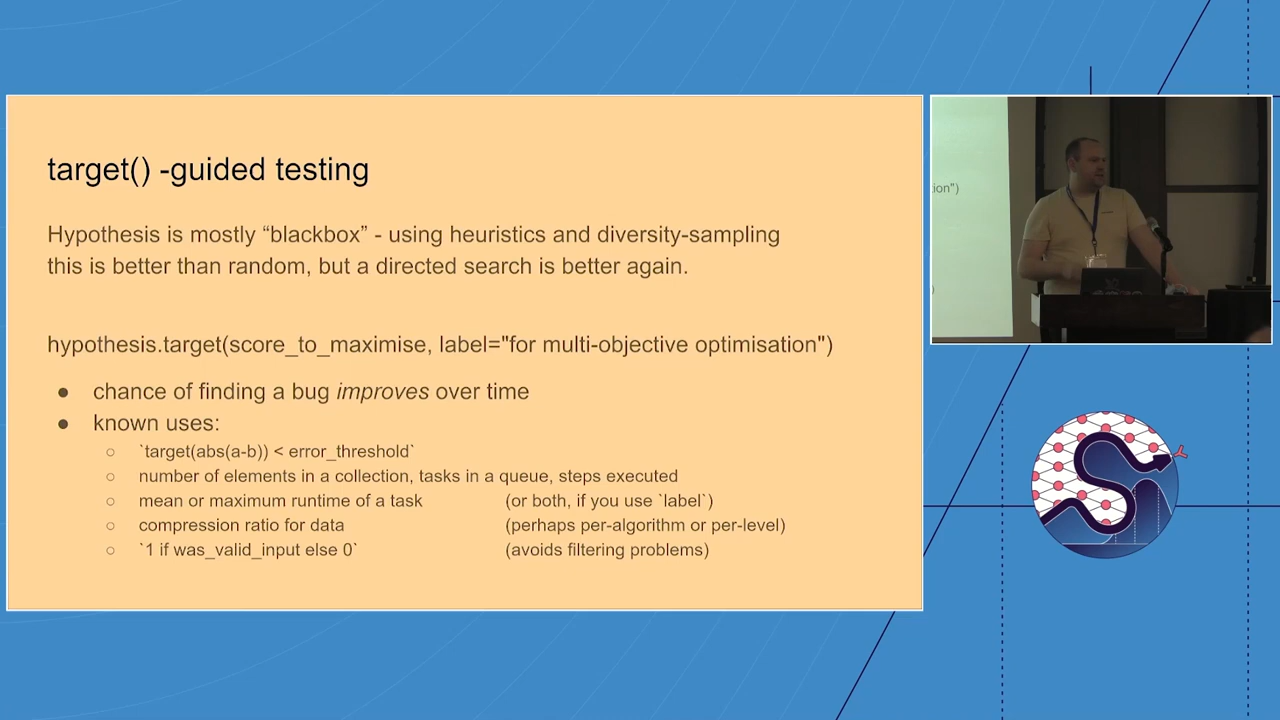 target() -guided testing
Hypothesis is mostly “blackbox” - using heuristics and diversity-sampling
this is better than random, but a directed search is better again.
hypothesis.target(score_to_maximise, label="for multi-objective optimisation")
● chance of finding a bug improves over time
● known uses:
○ `target(abs(a-b)) < error_threshold`
○ number of elements in a collection, tasks in a queue, steps executed
○ mean or maximum runtime of a task (or both, if you use `label`)
○ compression ratio for data (perhaps per-algorithm or per-level)
○ `1 if was_valid_input else 0` (avoids filtering problems)
ion")
)